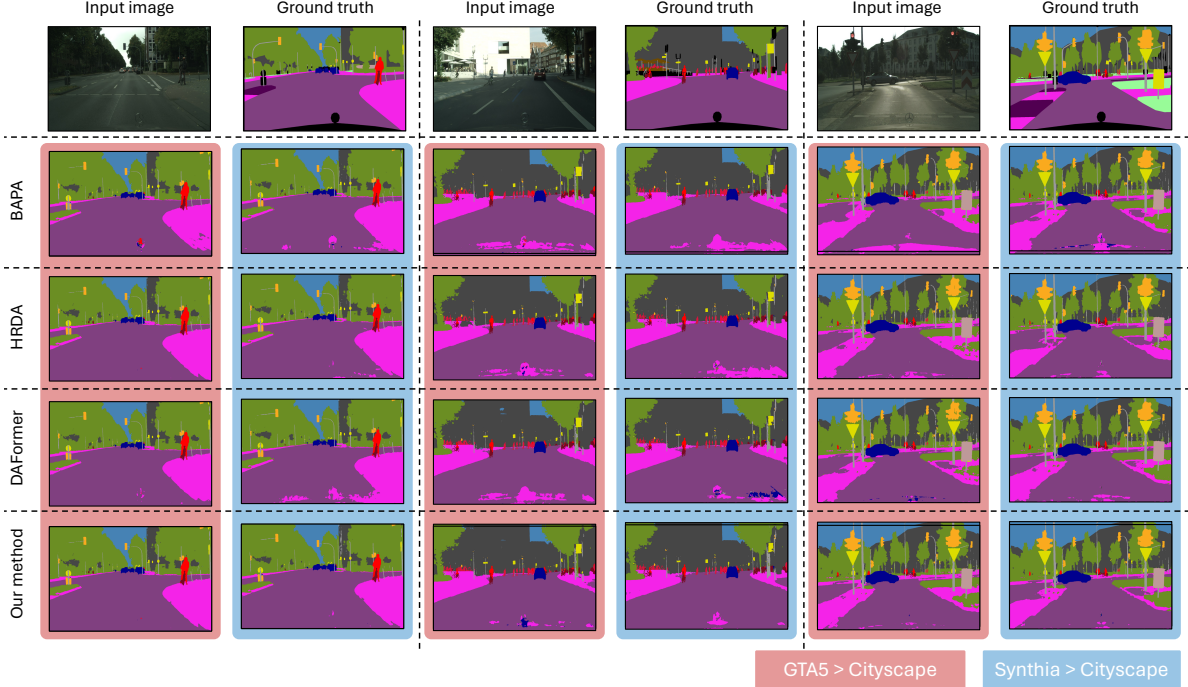 Input image Ground truth Input image Ground truth Input image Ground truth
BAPA
HRDA
DAFormer
Our method
GTA5 > Cityscape Synthia > Cityscape